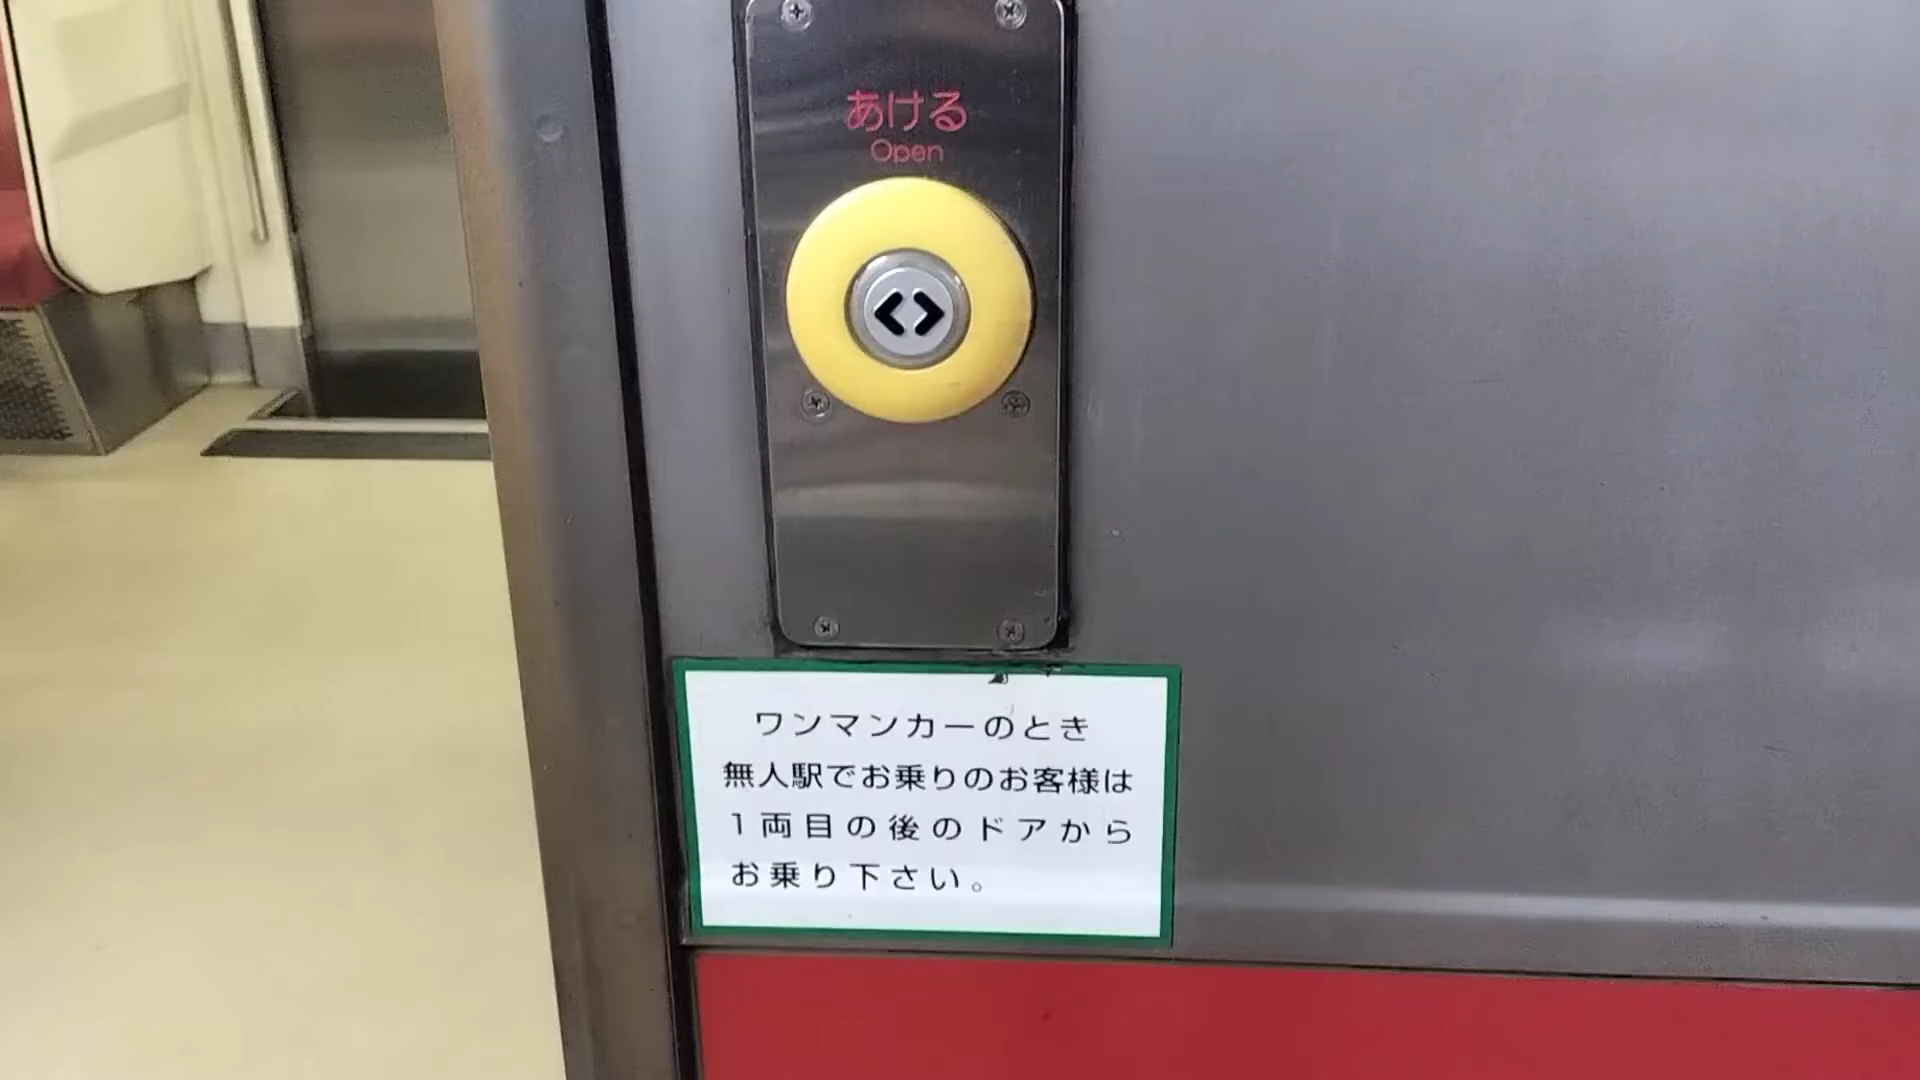 あける
Open
ワンマンカーのとき
無人駅でお乗りのお客様は
1両目の後のドアから
お乗り下さい。